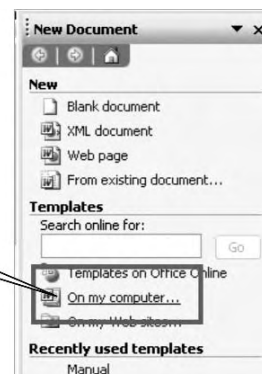 New Document
New
Blank document
XML document
Web page
From existing document...
Templates
Search online for:
Go
Templates on Office Online
On my computer...
On my Web sites...
Recently used templates
Manual